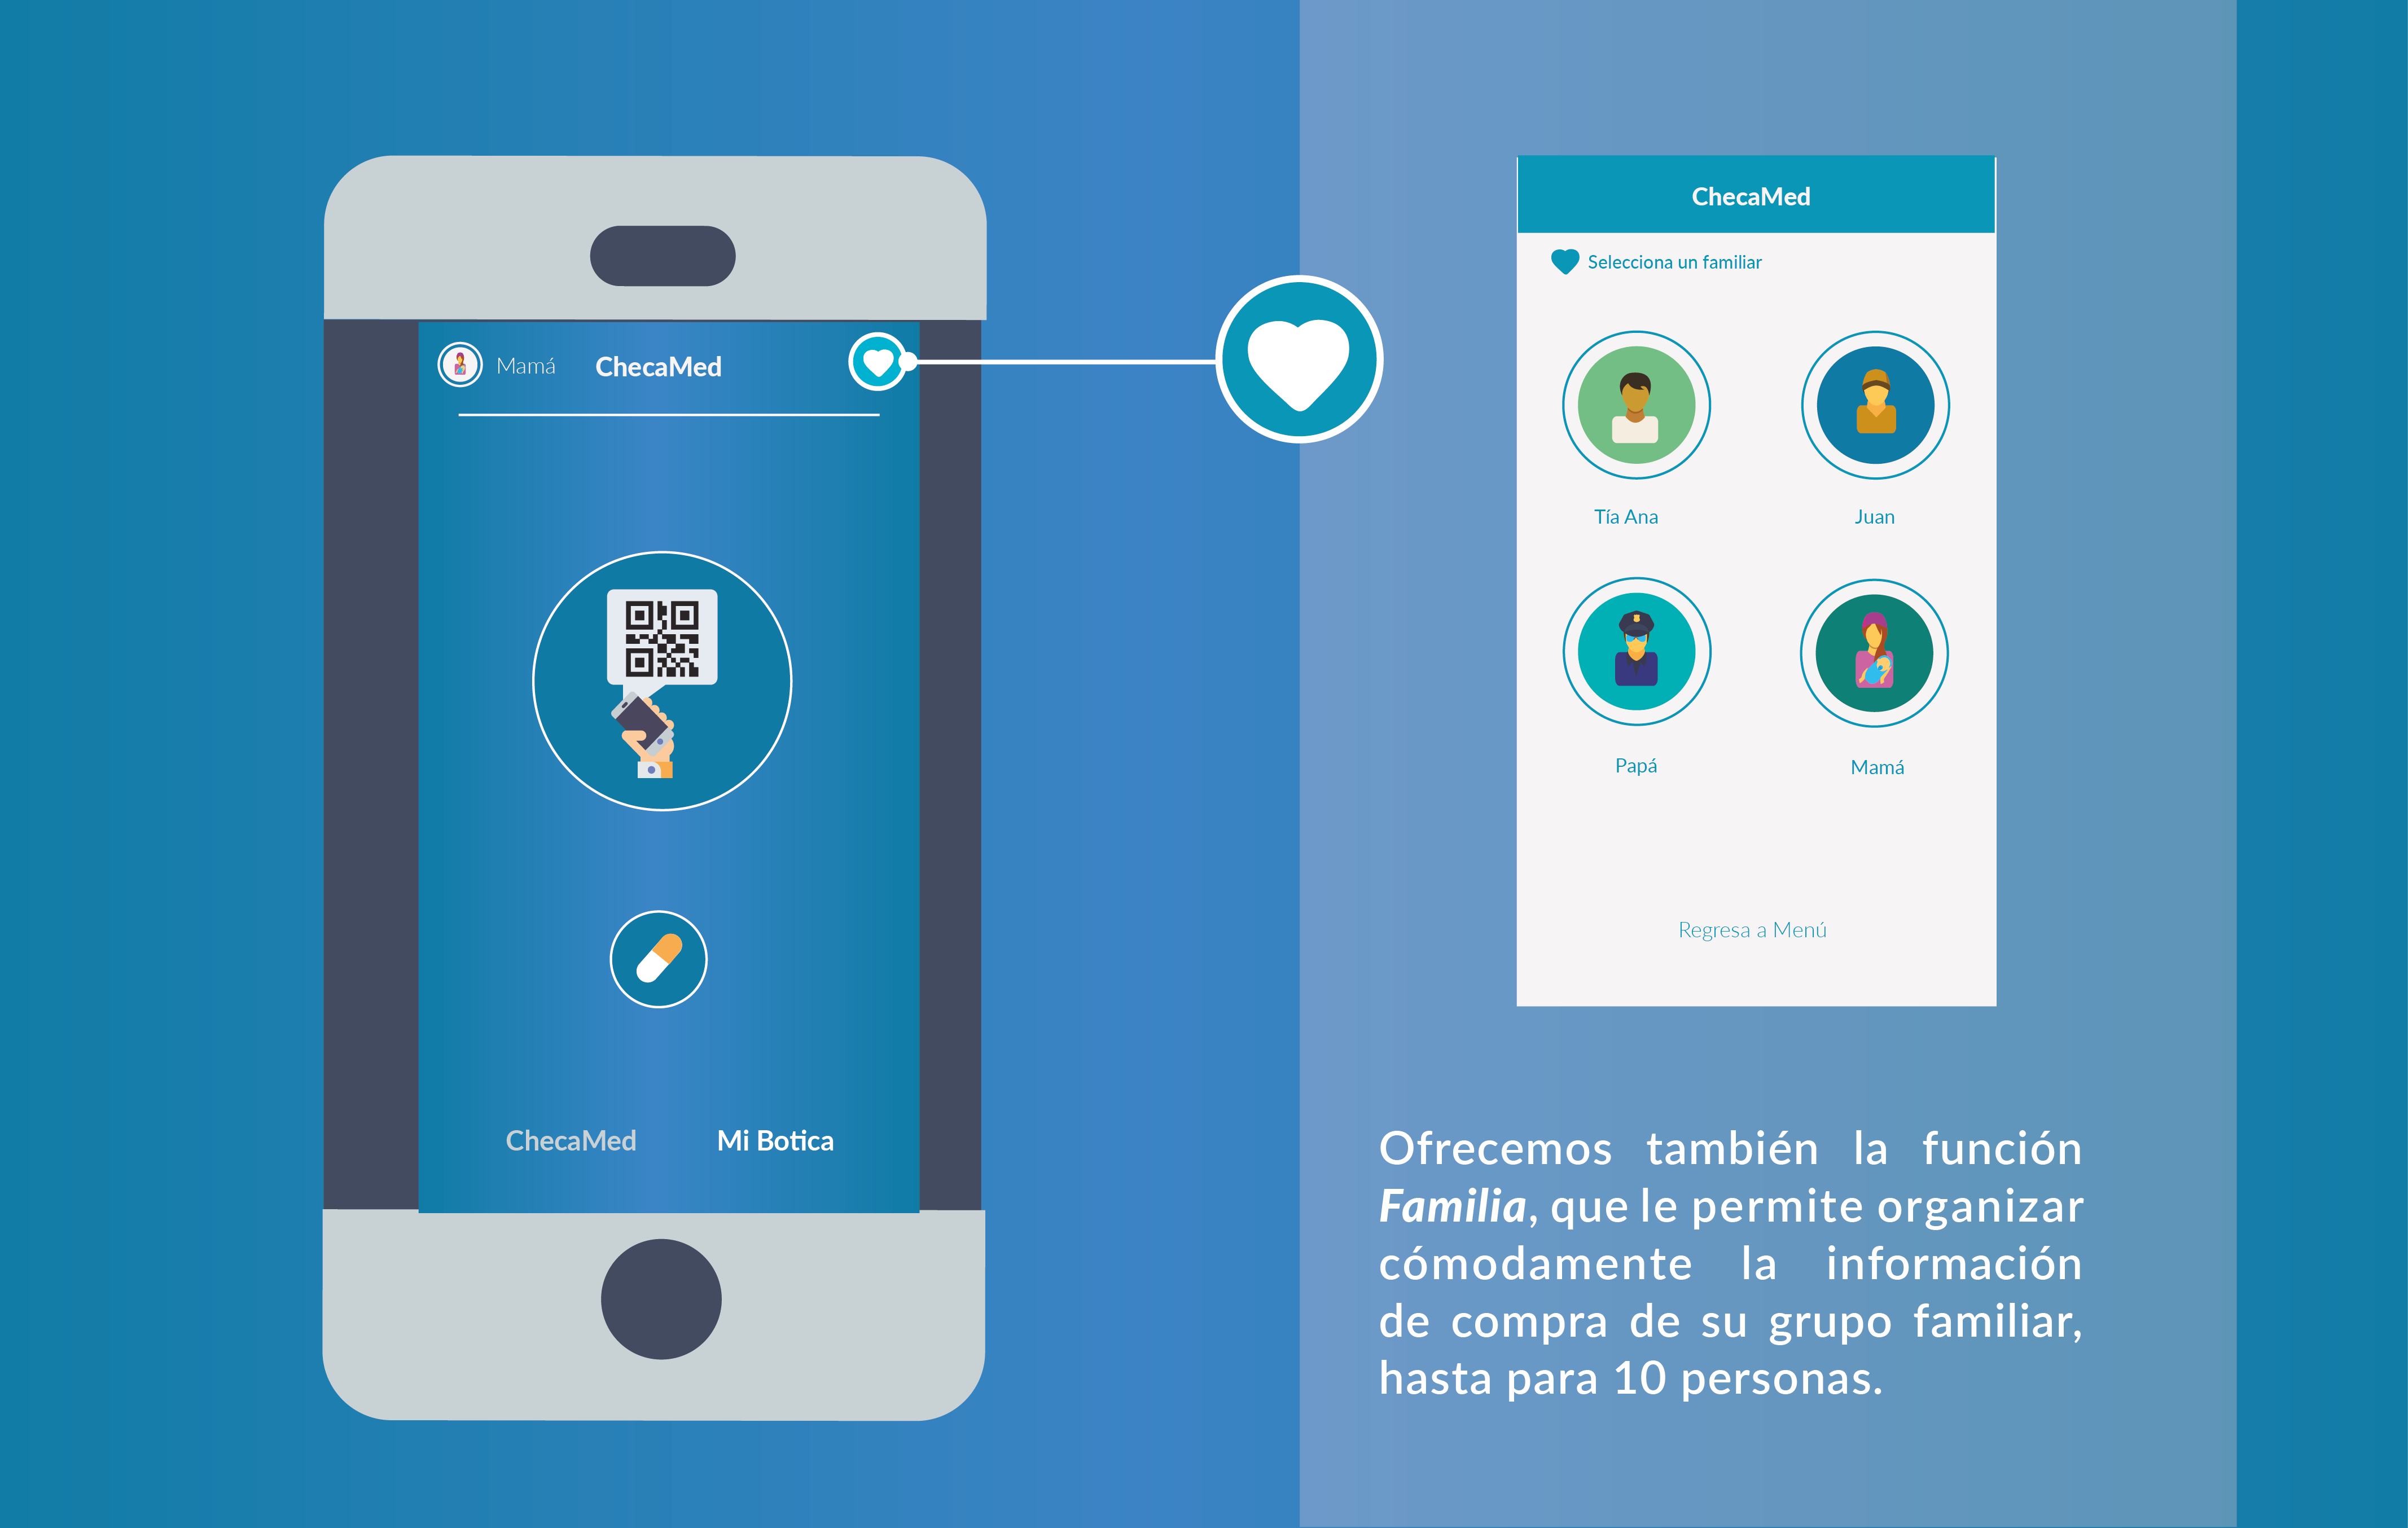 Mamá
ChecaMed
ChecaMed
Mi Botica
ChecaMed
Selecciona un familiar
Tía Ana
Juan
Papá
Mamá
Regresa a Menú
Ofrecemos también la función
Familia, que le permite organizar
cómodamente la información
de compra de su grupo familiar,
hasta para 10 personas.